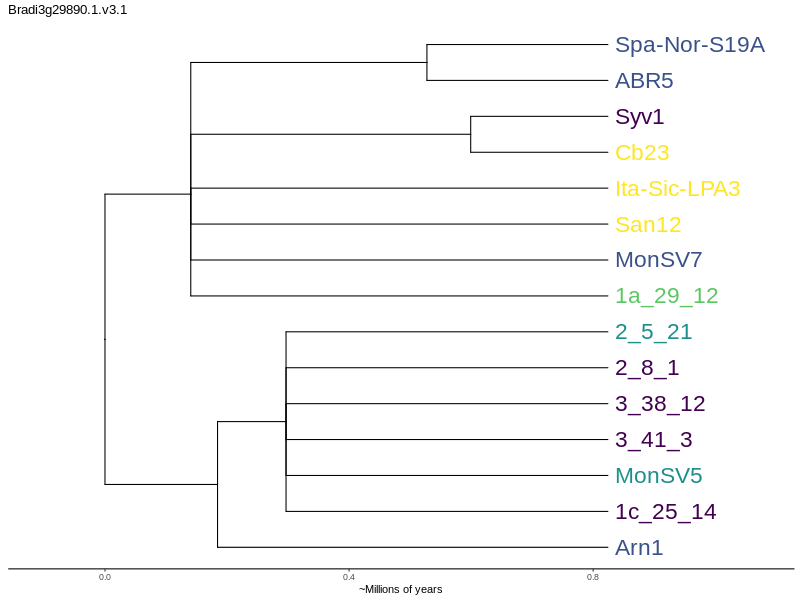 Bradi3g29890.1.v3.1
Spa-Nor-S19A
ABR5
Syv1
Cb23
Ita-Sic-LPA3
San12
MonSV7
1a_29_12
2_5_21
2_8_1
3_38_12
3_41_3
MonSV5
1c_25_14
Arn1
0.0 0.4 0.8
~Millions of years